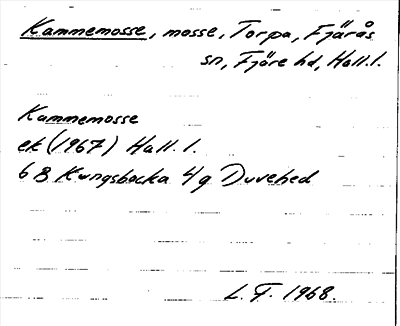 Kammemosse, mosse, Torpa, Fjärås
sn, Fjäre hd, Hall. l.
Kammemosse
ek (1967) Hall. l.
6 B Kungsbacka 4 g Duvehed
L. F. 1968.